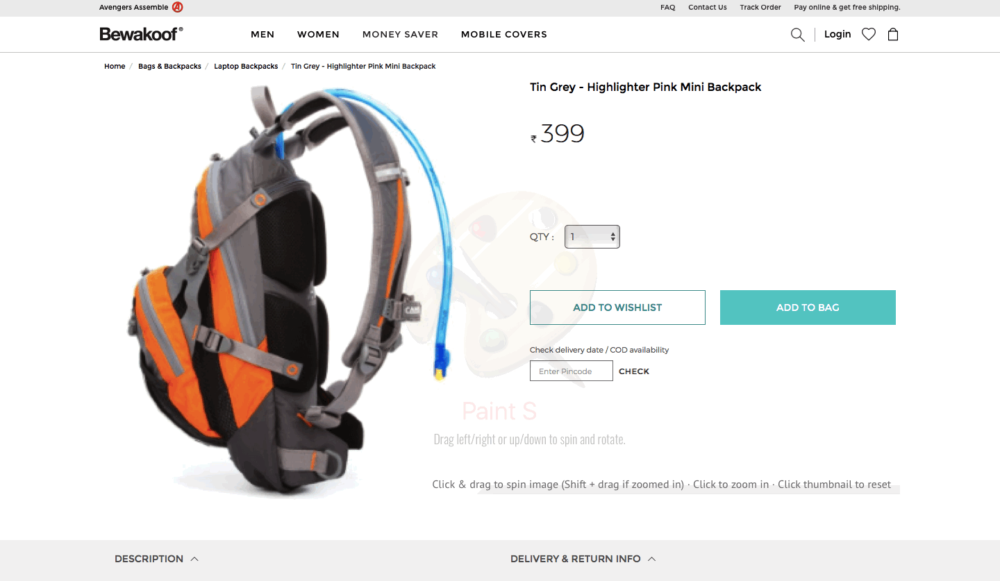 Avengers Assemble
FAQ Contact Us Track Order Pay online & get free shipping.
Bewakoof®
MEN WOMEN MONEY SAVER MOBILE COVERS
Login
Home / Bags & Backpacks / Laptop Backpacks / Tin Grey - Highlighter Pink Mini Backpack
Tin Grey - Highlighter Pink Mini Backpack
₹ 399
QTY : 1
ADD TO WISHLIST ADD TO BAG
Check delivery date / COD availability
Enter Pincode CHECK
Paint S
Drag left/right or up/down to spin and rotate.
Click & drag to spin image (Shift + drag if zoomed in) · Click to zoom in · Click thumbnail to reset
DESCRIPTION DELIVERY & RETURN INFO